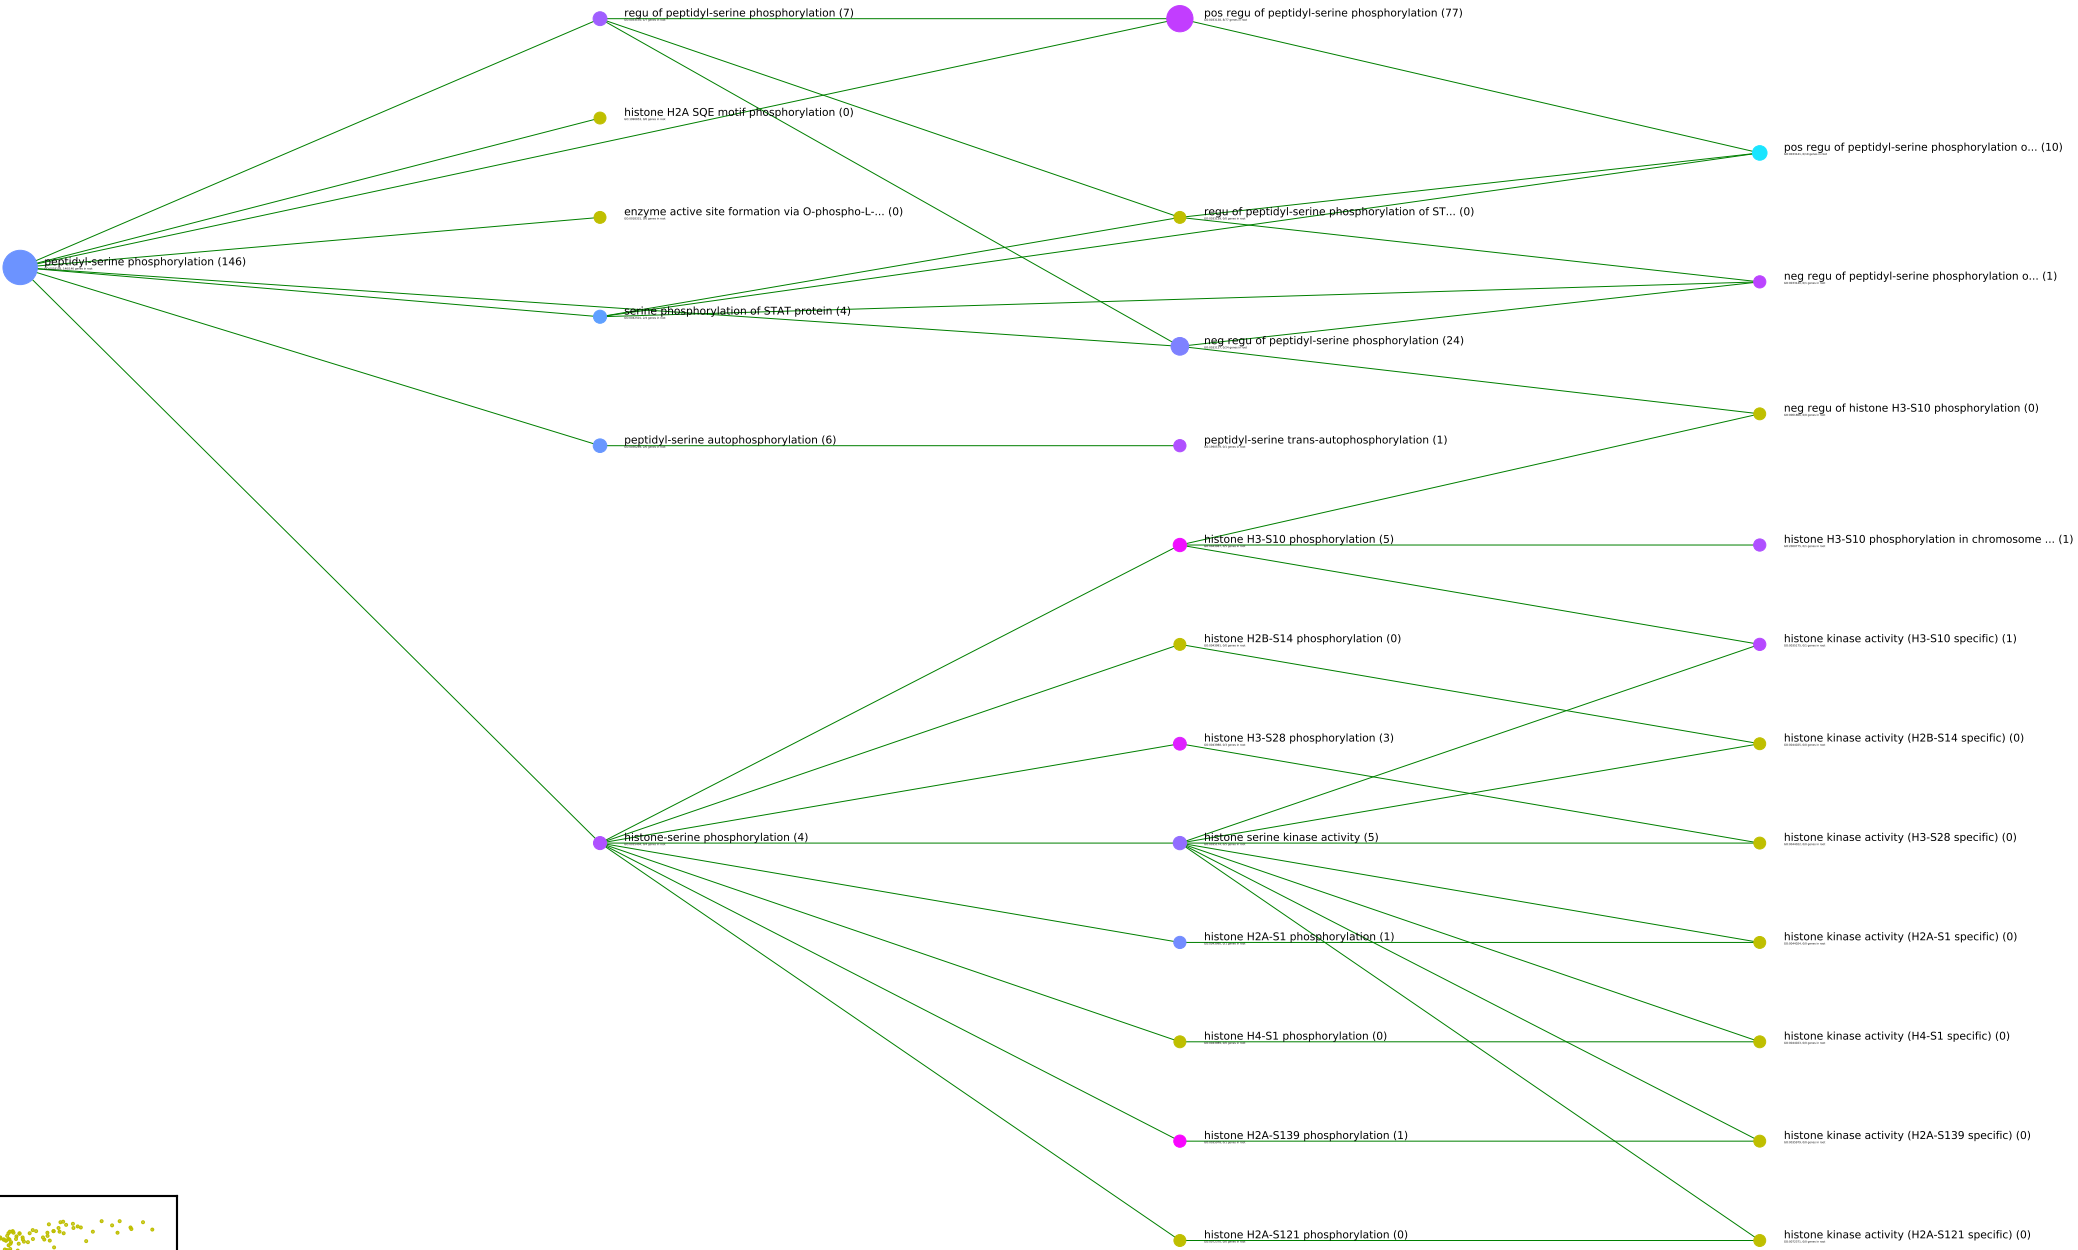 regu of peptidyl-serine phosphorylation (7)
pos regu of peptidyl-serine phosphorylation (77)
histone H2A SQE motif phosphorylation (0)
pos regu of peptidyl-serine phosphorylation o... (10)
enzyme active site formation via O-phospho-L-... (0)
regu of peptidyl-serine phosphorylation of ST... (0)
peptidyl-serine phosphorylation (146)
neg regu of peptidyl-serine phosphorylation o... (1)
serine phosphorylation of STAT protein (4)
neg regu of peptidyl-serine phosphorylation (24)
neg regu of histone H3-S10 phosphorylation (0)
peptidyl-serine autophosphorylation (6)
peptidyl-serine trans-autophosphorylation (1)
histone H3-S10 phosphorylation (5)
histone H3-S10 phosphorylation in chromosome ... (1)
histone H2B-S14 phosphorylation (0)
histone kinase activity (H3-S10 specific) (1)
histone H3-S28 phosphorylation (3)
histone kinase activity (H2B-S14 specific) (0)
histone-serine phosphorylation (4)
histone serine kinase activity (5)
histone kinase activity (H3-S28 specific) (0)
histone H2A-S1 phosphorylation (1)
histone kinase activity (H2A-S1 specific) (0)
histone H4-S1 phosphorylation (0)
histone kinase activity (H4-S1 specific) (0)
histone H2A-S139 phosphorylation (1)
histone kinase activity (H2A-S139 specific) (0)
histone H2A-S121 phosphorylation (0)
histone kinase activity (H2A-S121 specific) (0)